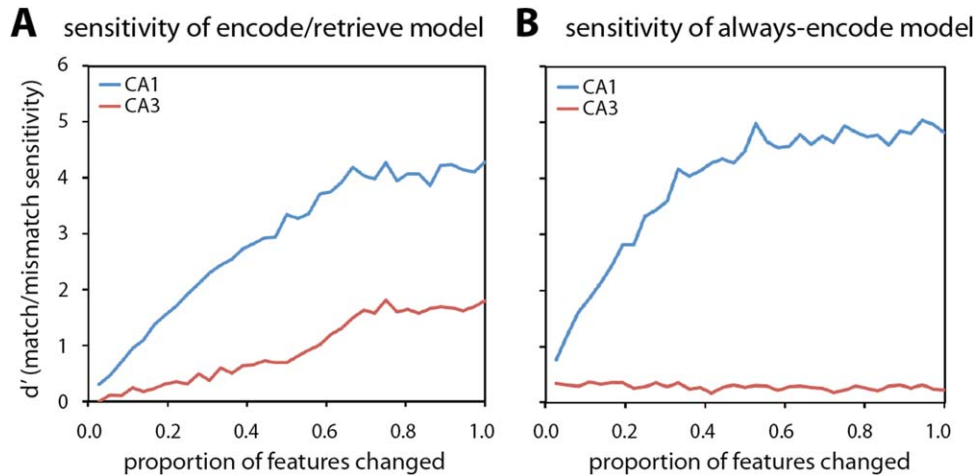 A sensitivity of encode/retrieve model
CA1
CA3
d′ (match/mismatch sensitivity)
6
5
4
3
2
1
0
0.0 0.2 0.4 0.6 0.8 1.0
proportion of features changed
B sensitivity of always-encode model
CA1
CA3
0.0 0.2 0.4 0.6 0.8 1.0
proportion of features changed